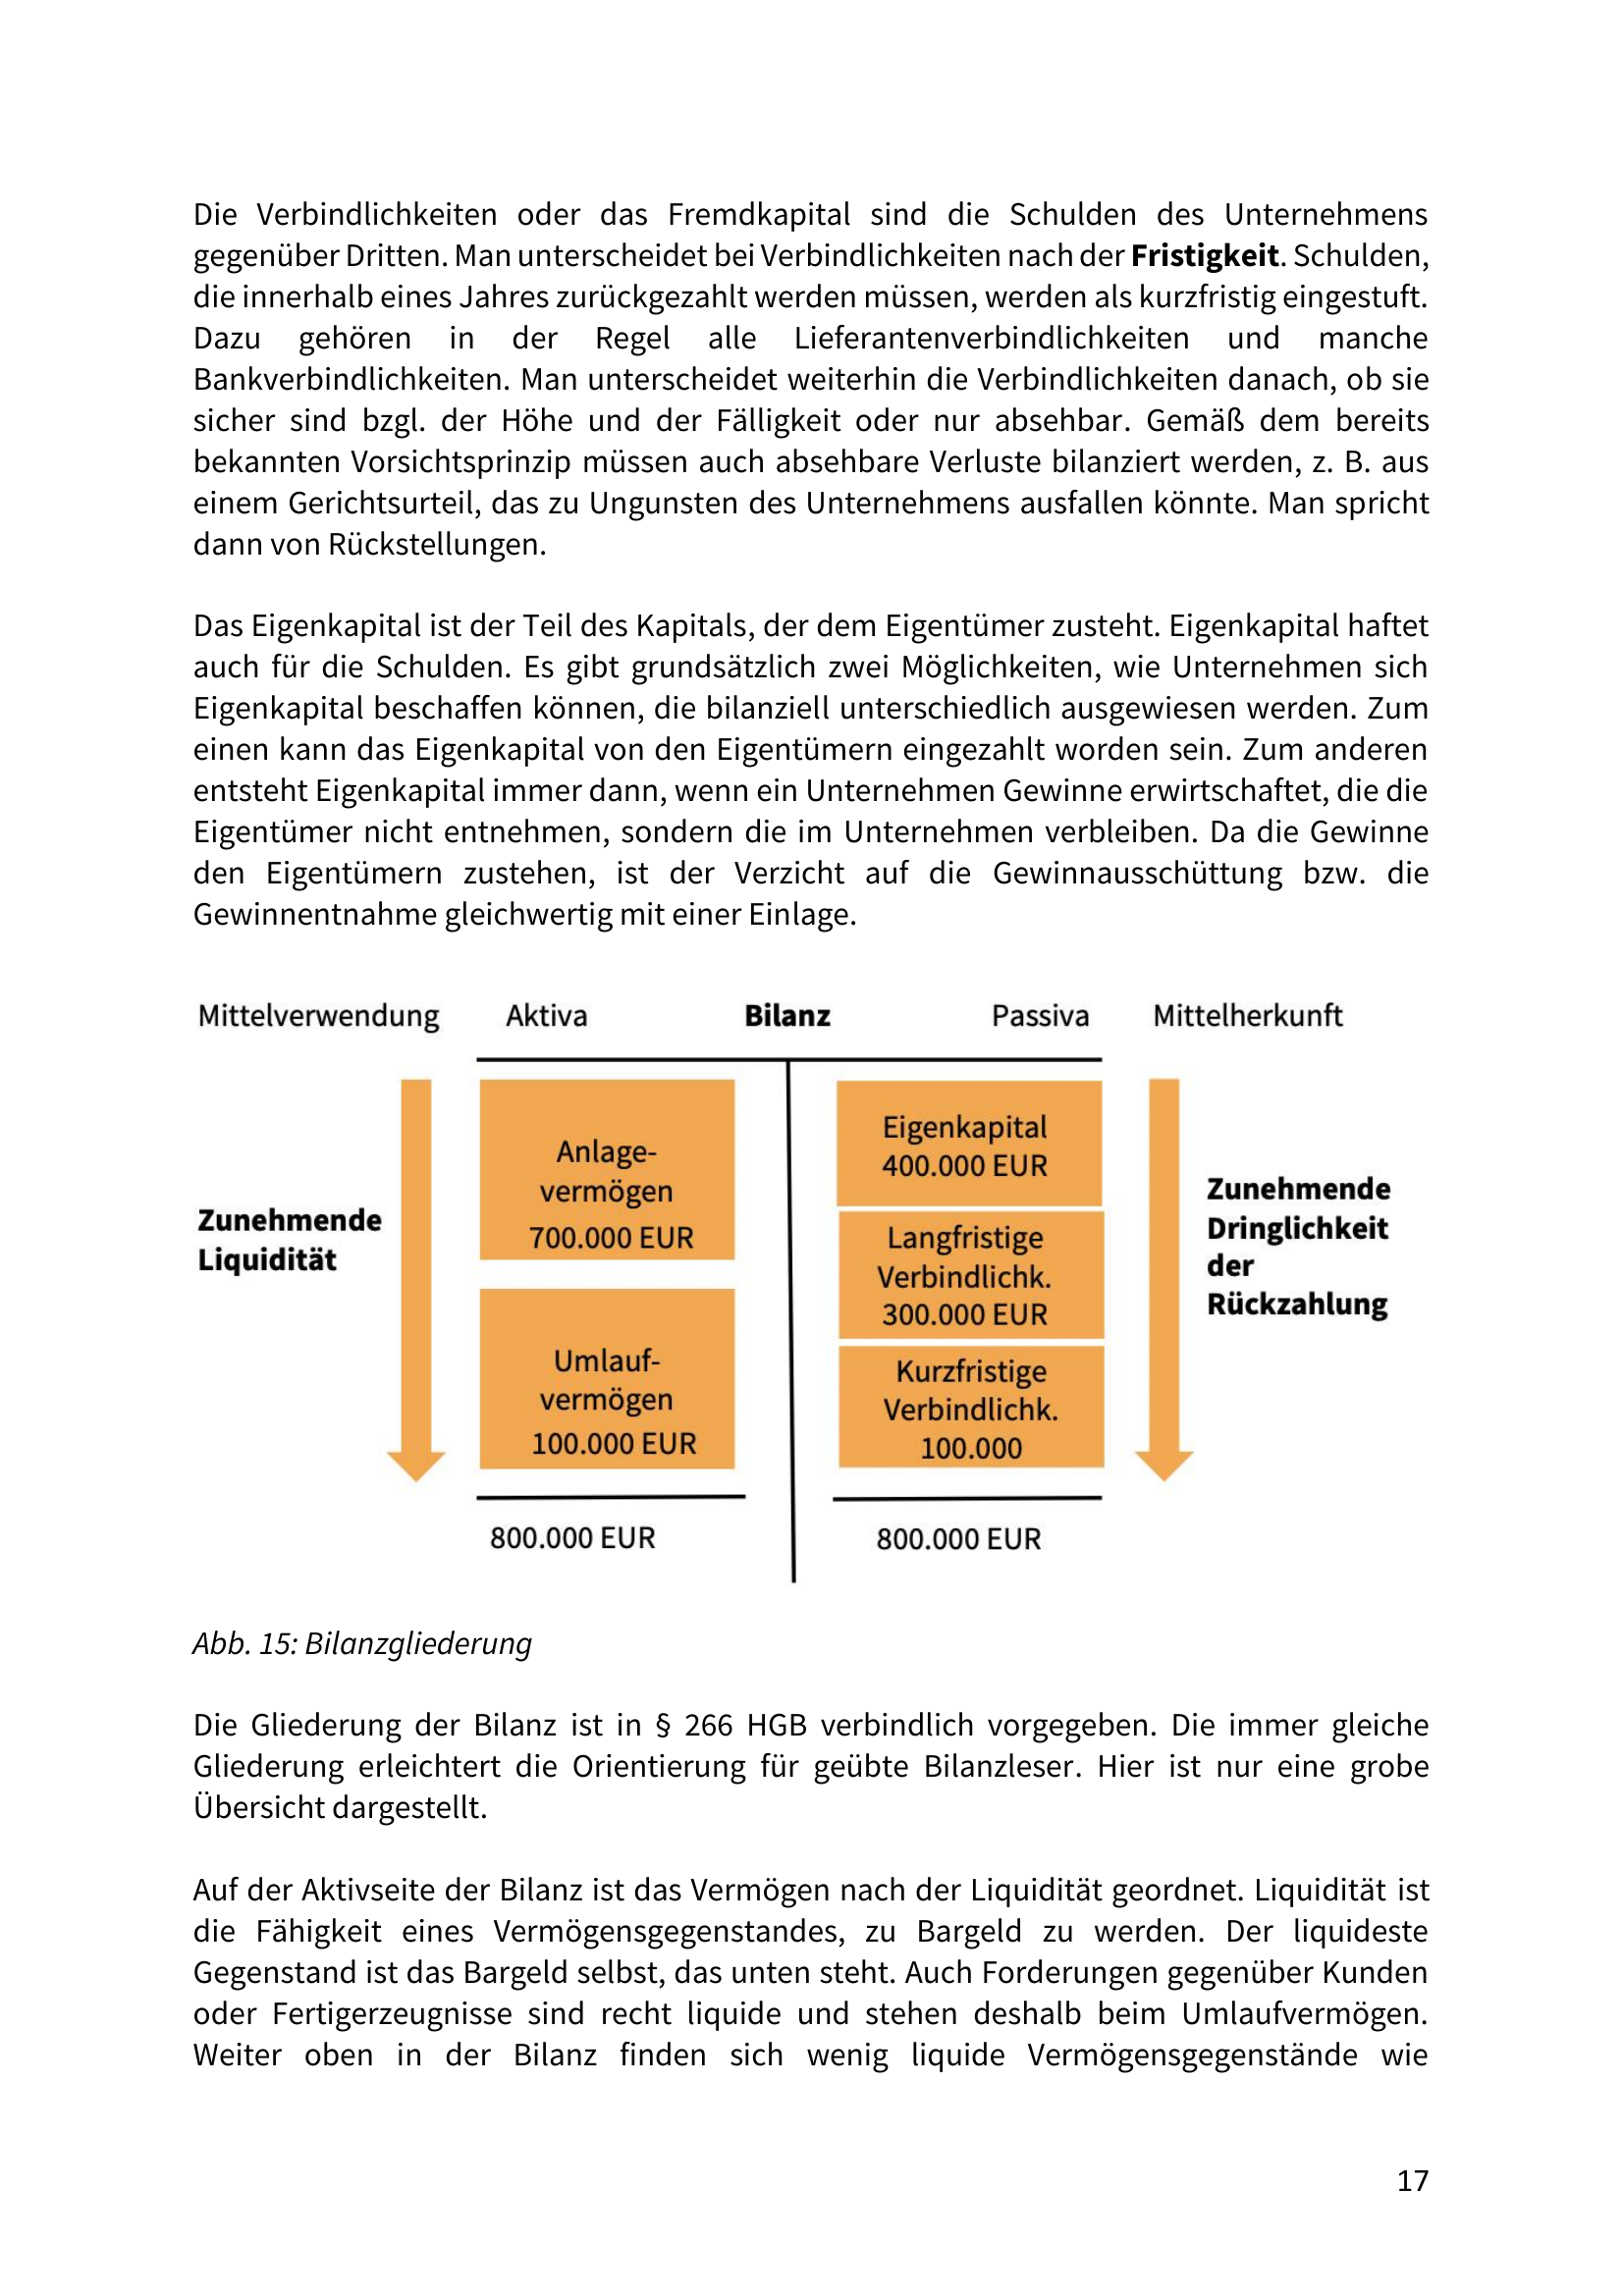 Die Verbindlichkeiten oder das Fremdkapital sind die Schulden des Unternehmens
gegenüber Dritten. Man unterscheidet bei Verbindlichkeiten nach der Fristigkeit. Schulden,
die innerhalb eines Jahres zurückgezahlt werden müssen, werden als kurzfristig eingestuft.
Dazu gehören in der Regel alle Lieferantenverbindlichkeiten und manche
Bankverbindlichkeiten. Man unterscheidet weiterhin die Verbindlichkeiten danach, ob sie
sicher sind bzgl. der Höhe und der Fälligkeit oder nur absehbar. Gemäß dem bereits
bekannten Vorsichtsprinzip müssen auch absehbare Verluste bilanziert werden, z. B. aus
einem Gerichtsurteil, das zu Ungunsten des Unternehmens ausfallen könnte. Man spricht
dann von Rückstellungen.
Das Eigenkapital ist der Teil des Kapitals, der dem Eigentümer zusteht. Eigenkapital haftet
auch für die Schulden. Es gibt grundsätzlich zwei Möglichkeiten, wie Unternehmen sich
Eigenkapital beschaffen können, die bilanziell unterschiedlich ausgewiesen werden. Zum
einen kann das Eigenkapital von den Eigentümern eingezahlt worden sein. Zum anderen
entsteht Eigenkapital immer dann, wenn ein Unternehmen Gewinne erwirtschaftet, die die
Eigentümer nicht entnehmen, sondern die im Unternehmen verbleiben. Da die Gewinne
den Eigentümern zustehen, ist der Verzicht auf die Gewinnausschüttung bzw. die
Gewinnentnahme gleichwertig mit einer Einlage.
Mittelverwendung Aktiva Bilanz Passiva Mittelherkunft
Zunehmende
Liquidität
Anlage-
vermögen
700.000 EUR
Umlauf-
vermögen
100.000 EUR
800.000 EUR
Eigenkapital
400.000 EUR
Langfristige
Verbindlichk.
300.000 EUR
Kurzfristige
Verbindlichk.
100.000
800.000 EUR
Zunehmende
Dringlichkeit
der
Rückzahlung
Abb. 15: Bilanzgliederung
Die Gliederung der Bilanz ist in § 266 HGB verbindlich vorgegeben. Die immer gleiche
Gliederung erleichtert die Orientierung für geübte Bilanzleser. Hier ist nur eine grobe
Übersicht dargestellt.
Auf der Aktivseite der Bilanz ist das Vermögen nach der Liquidität geordnet. Liquidität ist
die Fähigkeit eines Vermögensgegenstandes, zu Bargeld zu werden. Der liquideste
Gegenstand ist das Bargeld selbst, das unten steht. Auch Forderungen gegenüber Kunden
oder Fertigerzeugnisse sind recht liquide und stehen deshalb beim Umlaufvermögen.
Weiter oben in der Bilanz finden sich wenig liquide Vermögensgegenstände wie
17